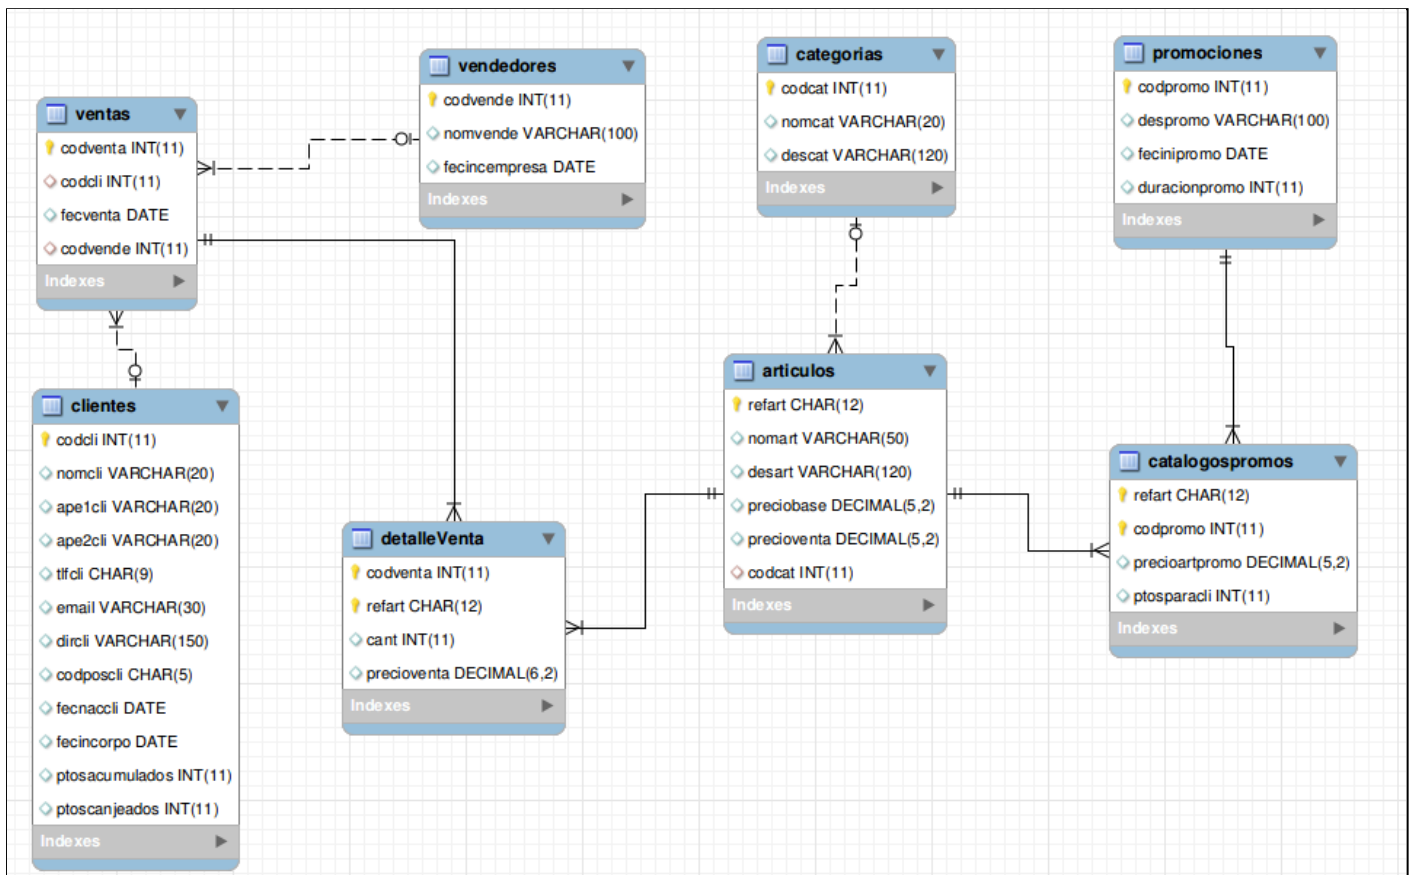 ventas
codventa INT(11)
codcli INT(11)
fecventa DATE
codvende INT(11)
Indexes
vendedores
codvende INT(11)
nomvende VARCHAR(100)
fecincempresa DATE
Indexes
categorias
codcat INT(11)
nomcat VARCHAR(20)
descat VARCHAR(120)
Indexes
promociones
codpromo INT(11)
despromo VARCHAR(100)
fecinipromo DATE
duracionpromo INT(11)
Indexes
clientes
codcli INT(11)
nomcli VARCHAR(20)
ape1cli VARCHAR(20)
ape2cli VARCHAR(20)
tlfcli CHAR(9)
email VARCHAR(30)
dircli VARCHAR(150)
codposcli CHAR(5)
fecnaccli DATE
fecincorpo DATE
ptosacumulados INT(11)
ptoscanjeados INT(11)
Indexes
detalleVenta
codventa INT(11)
refart CHAR(12)
cant INT(11)
precioventa DECIMAL(6,2)
Indexes
articulos
refart CHAR(12)
nomart VARCHAR(50)
desart VARCHAR(120)
preciobase DECIMAL(5,2)
precioventa DECIMAL(5,2)
codcat INT(11)
Indexes
catalogospromos
refart CHAR(12)
codpromo INT(11)
precioartpromo DECIMAL(5,2)
ptosparacli INT(11)
Indexes